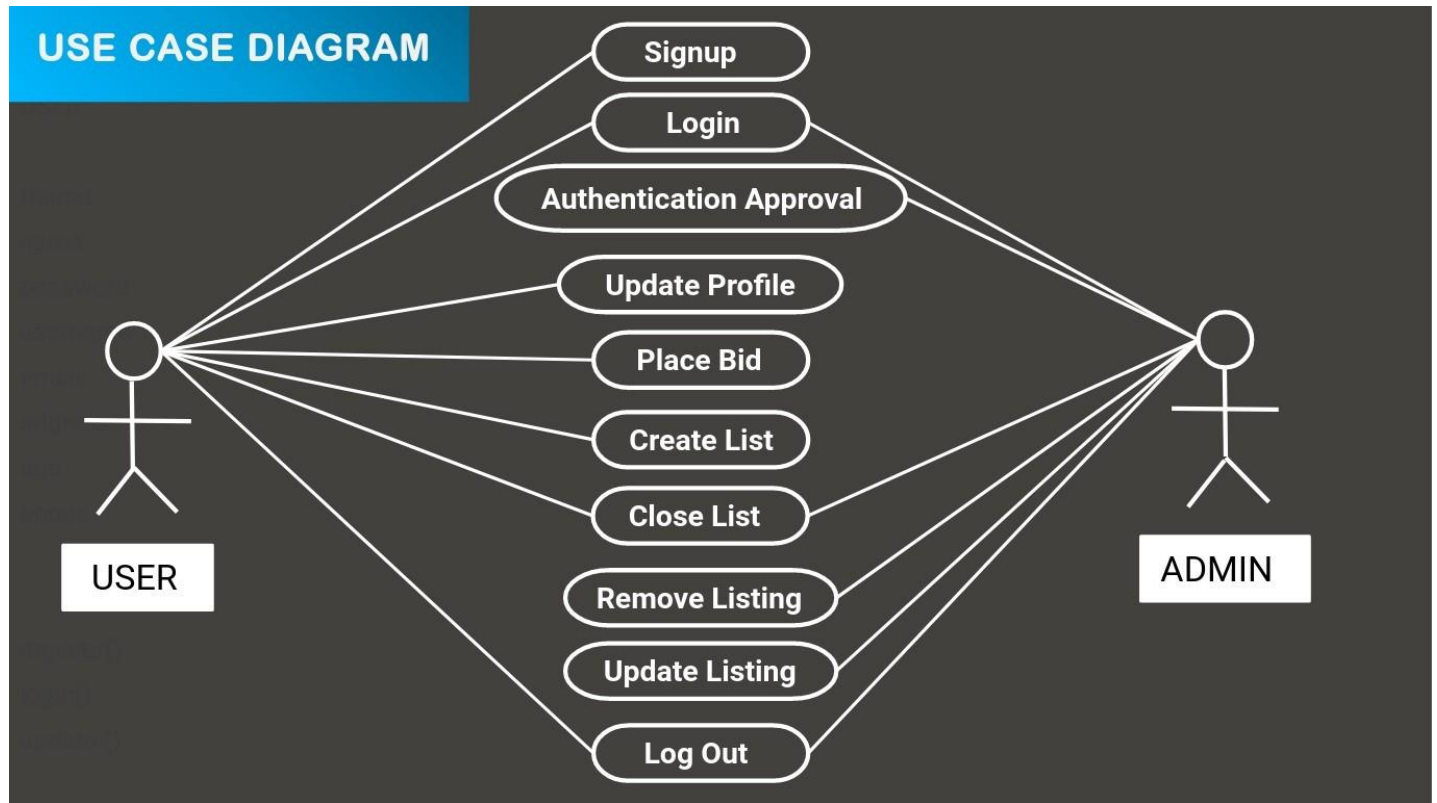 USE CASE DIAGRAM
Signup
Login
Authentication Approval
Update Profile
Place Bid
Create List
Close List
Remove Listing
Update Listing
Log Out
USER
ADMIN